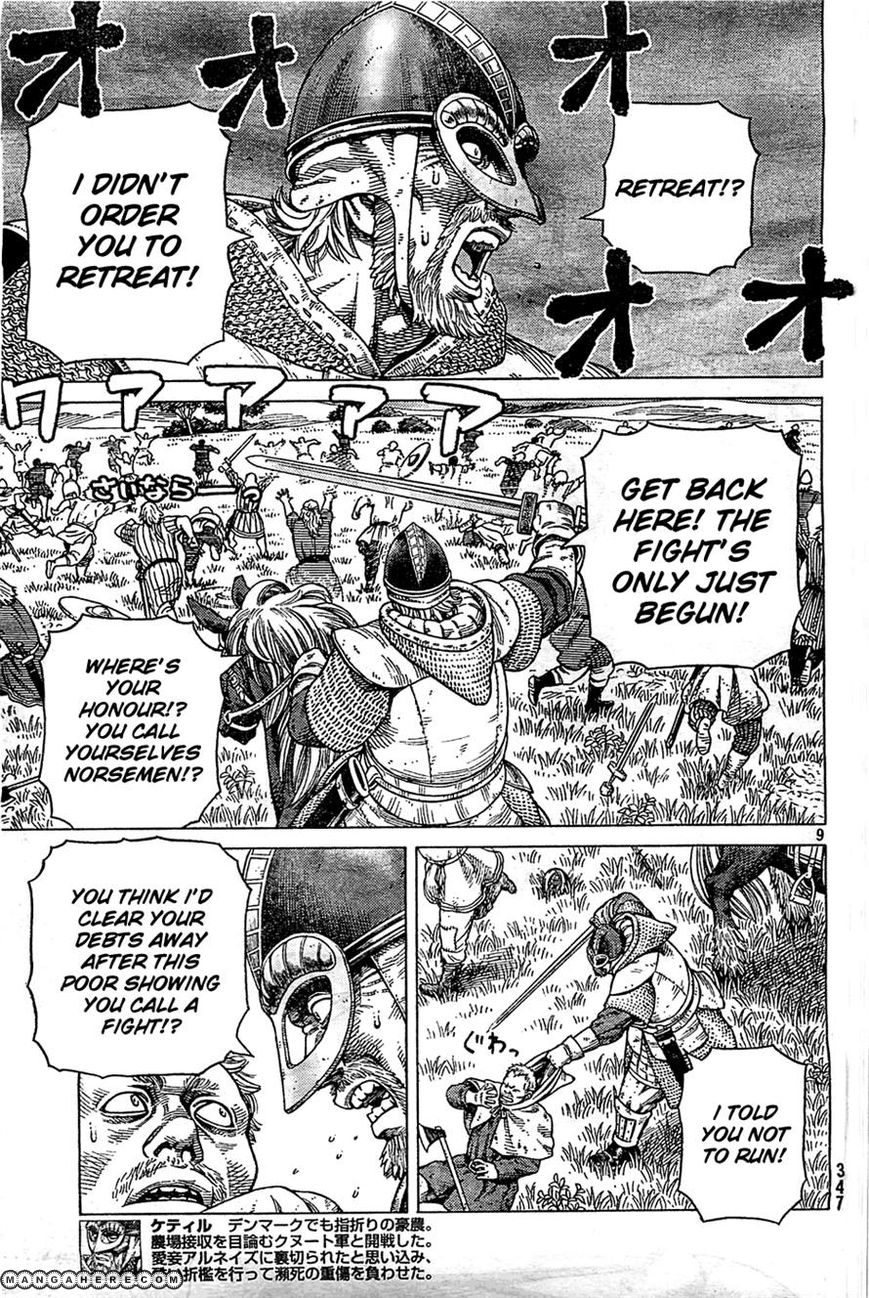 オオオオ
RETREAT!?
I DIDN'T
ORDER
YOU TO
RETREAT!
ワァアァァア
さいならーっ
GET BACK
HERE! THE
FIGHT'S
ONLY JUST
BEGUN!
WHERE'S
YOUR
HONOUR!?
YOU CALL
YOURSELVES
NORSEMEN!?
9
ぐわっ
I TOLD
YOU NOT
TO RUN!
YOU THINK I'D
CLEAR YOUR
DEBTS AWAY
AFTER THIS
POOR SHOWING
YOU CALL A
FIGHT!?
347
ケティル デンマークでも指折りの豪農。
農場接収を目論むクヌート軍と開戦した。
愛妾アルネイズに裏切られたと思い込み、
折檻を行って瀕死の重傷を負わせた。
MANGAHERE.COM